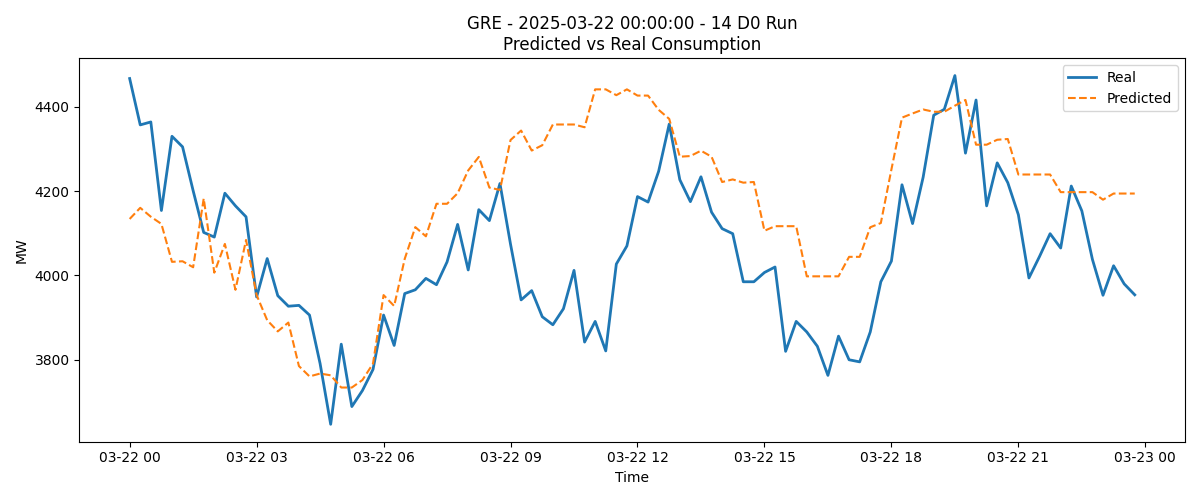 GRE - 2025-03-22 00:00:00 - 14 D0 Run
Predicted vs Real Consumption
Real
Predicted
MW
4400
4200
4000
3800
03-22 00
03-22 03
03-22 06
03-22 09
03-22 12
03-22 15
03-22 18
03-22 21
03-23 00
Time